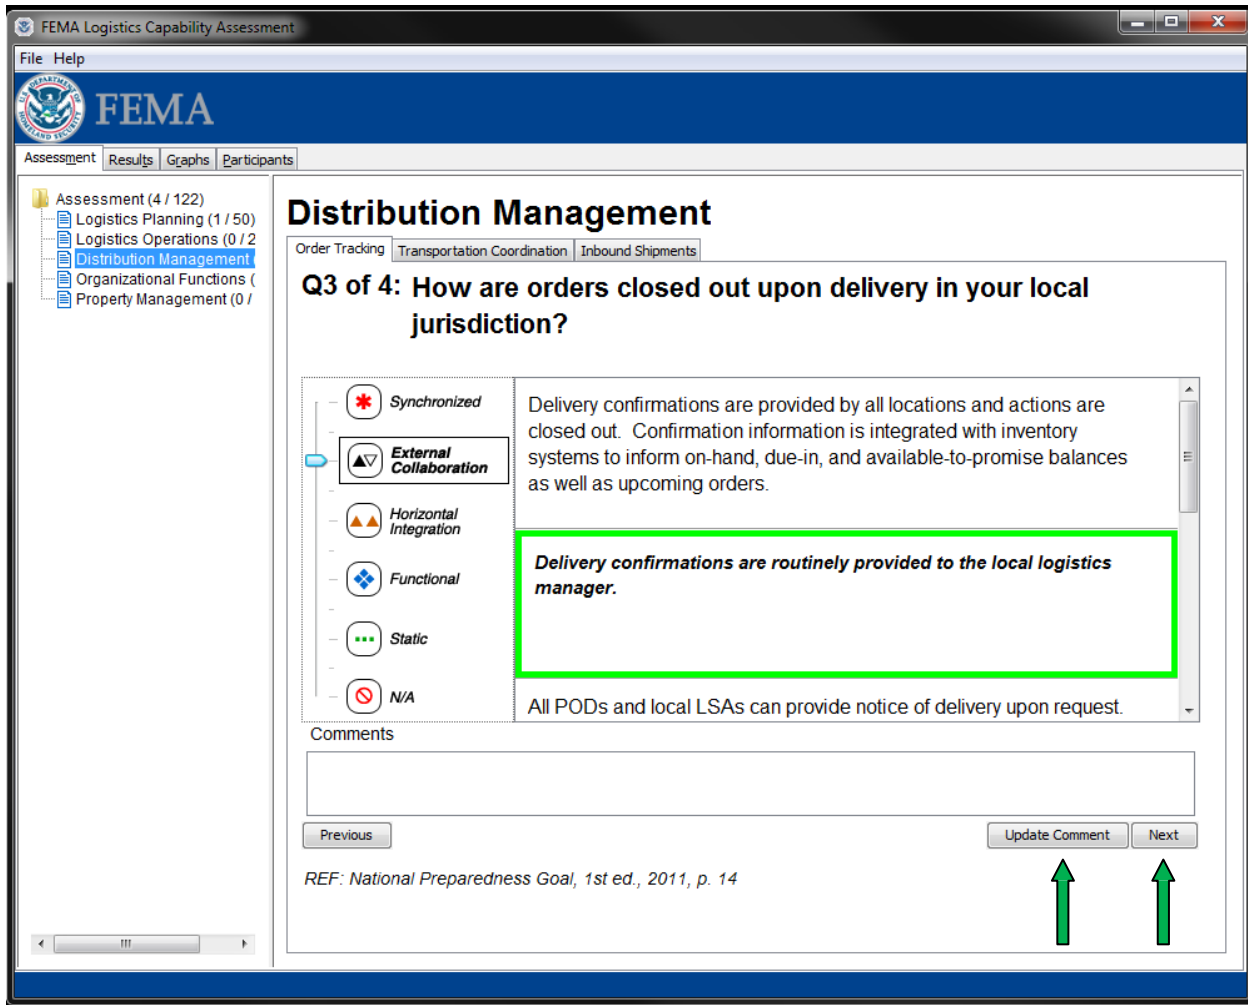 FEMA Logistics Capability Assessment
File Help
FEMA
Assessment Results Graphs Participants
Assessment (4 / 122)
Logistics Planning (1 / 50)
Logistics Operations (0 / 2
Distribution Management (
Organizational Functions (
Property Management (0 /
Distribution Management
Order Tracking Transportation Coordination Inbound Shipments
Q3 of 4: How are orders closed out upon delivery in your local
jurisdiction?
Synchronized
External
Collaboration
Horizontal
Integration
Functional
Static
N/A
Delivery confirmations are provided by all locations and actions are
closed out. Confirmation information is integrated with inventory
systems to inform on-hand, due-in, and available-to-promise balances
as well as upcoming orders.
Delivery confirmations are routinely provided to the local logistics
manager.
All PODs and local LSAs can provide notice of delivery upon request.
Comments
Previous Update Comment Next
REF: National Preparedness Goal, 1st ed., 2011, p. 14